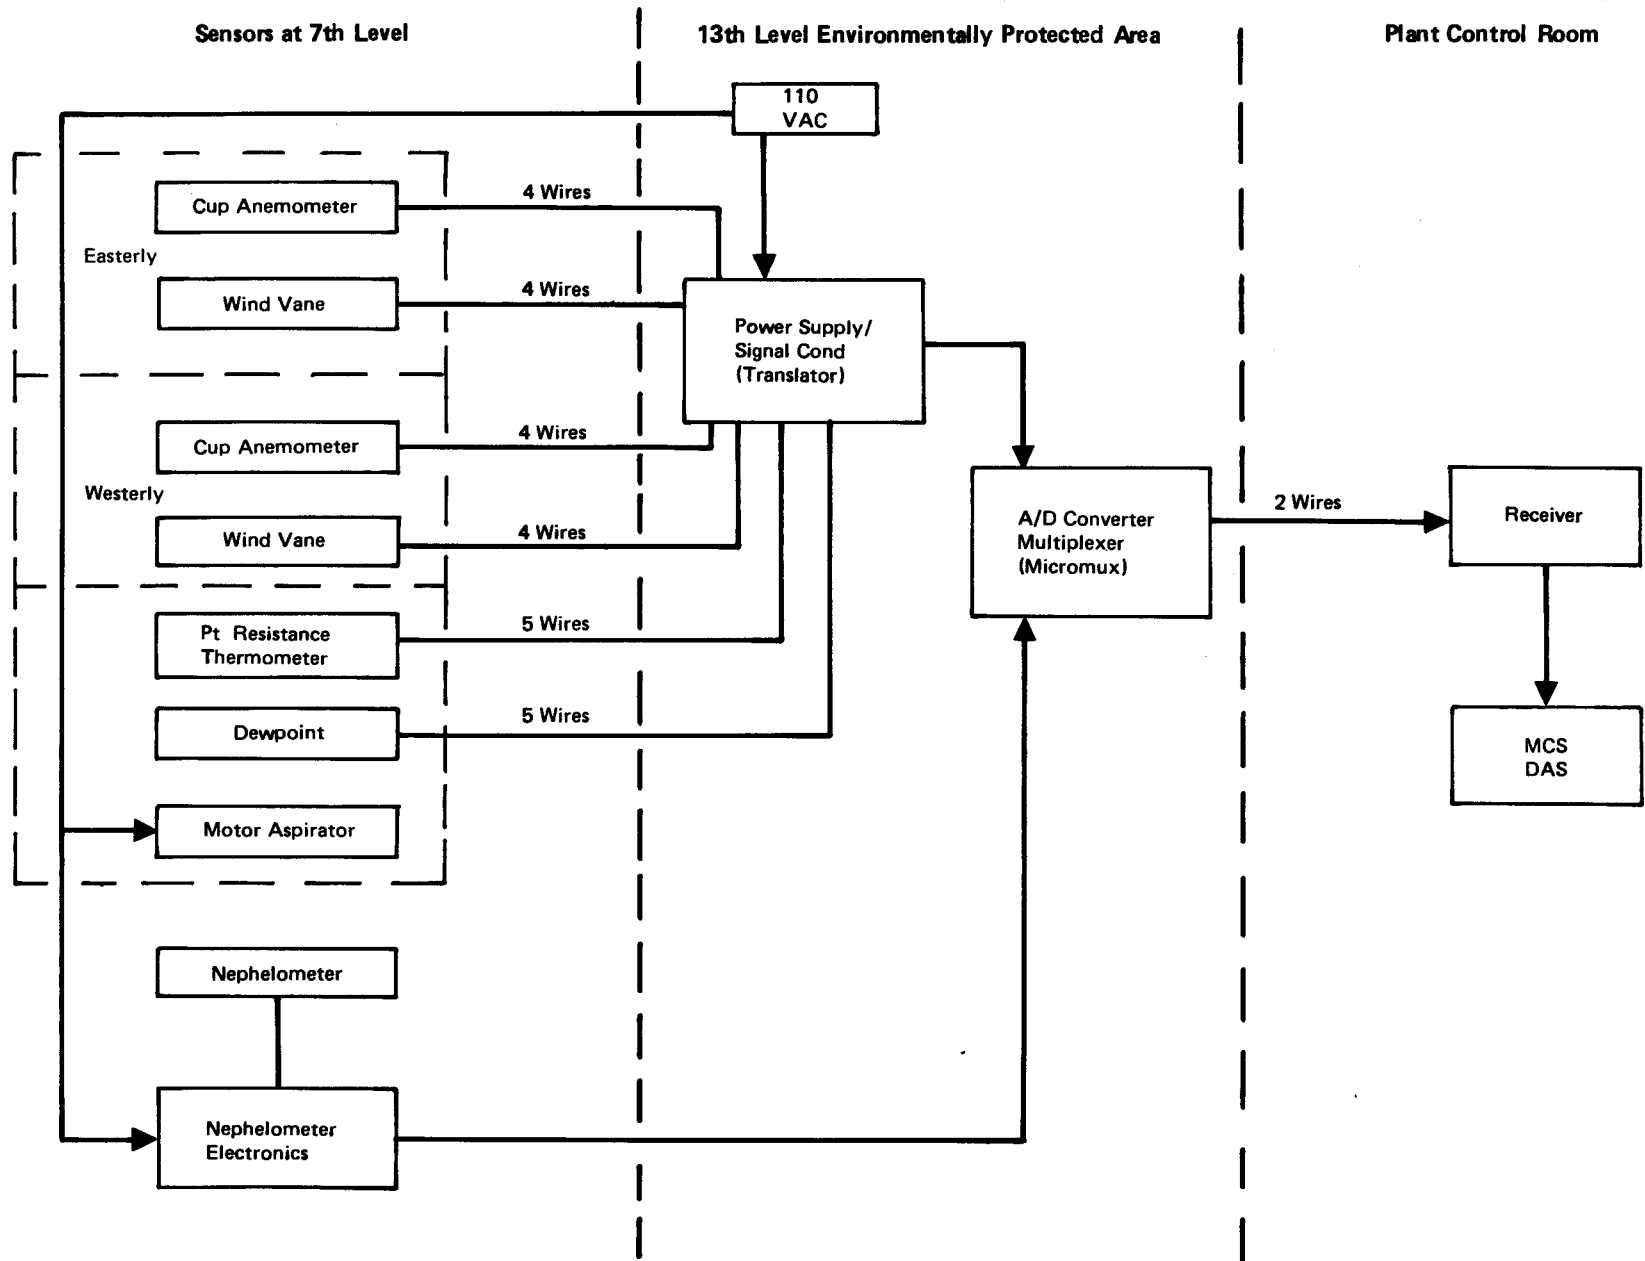 Sensors at 7th Level
13th Level Environmentally Protected Area
Plant Control Room
110
VAC
Cup Anemometer
4 Wires
Easterly
Wind Vane
4 Wires
Power Supply/
Signal Cond
(Translator)
Cup Anemometer
4 Wires
Westerly
Wind Vane
4 Wires
A/D Converter
Multiplexer
(Micromux)
2 Wires
Receiver
Pt Resistance
Thermometer
5 Wires
Dewpoint
5 Wires
MCS
DAS
Motor Aspirator
Nephelometer
Nephelometer
Electronics